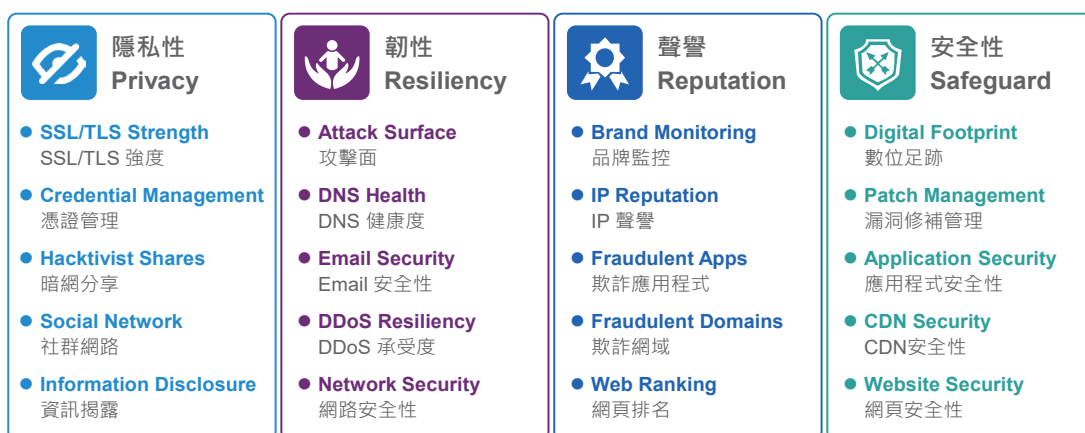 隱私性
Privacy
SSL/TLS Strength
SSL/TLS 強度
Credential Management
憑證管理
Hacktivist Shares
暗網分享
Social Network
社群網路
Information Disclosure
資訊揭露
韌性
Resiliency
Attack Surface
攻擊面
DNS Health
DNS 健康度
Email Security
Email 安全性
DDoS Resiliency
DDoS 承受度
Network Security
網路安全性
聲譽
Reputation
Brand Monitoring
品牌監控
IP Reputation
IP 聲譽
Fraudulent Apps
欺詐應用程式
Fraudulent Domains
欺詐網域
Web Ranking
網頁排名
安全性
Safeguard
Digital Footprint
數位足跡
Patch Management
漏洞修補管理
Application Security
應用程式安全性
CDN Security
CDN安全性
Website Security
網頁安全性